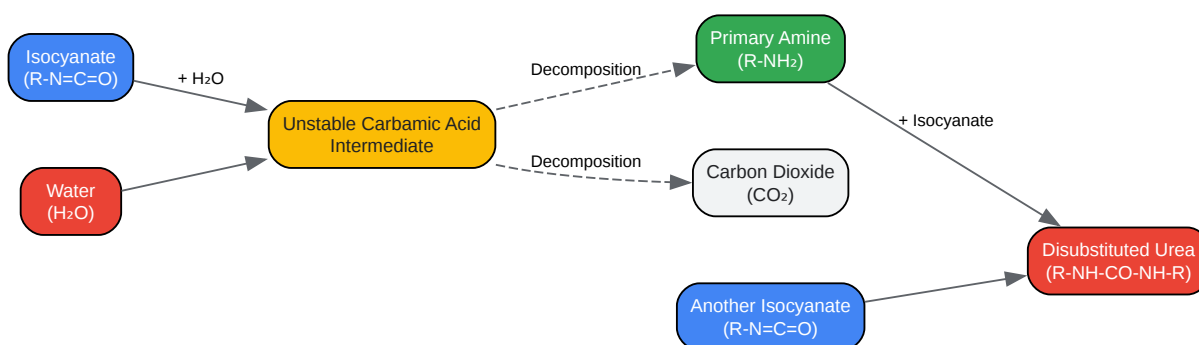 Isocyanate
(R-N=C=O)
+ H₂O
Water
(H₂O)
Unstable Carbamic Acid
Intermediate
Decomposition
Decomposition
Primary Amine
(R-NH₂)
Carbon Dioxide
(CO₂)
+ Isocyanate
Another Isocyanate
(R-N=C=O)
Disubstituted Urea
(R-NH-CO-NH-R)